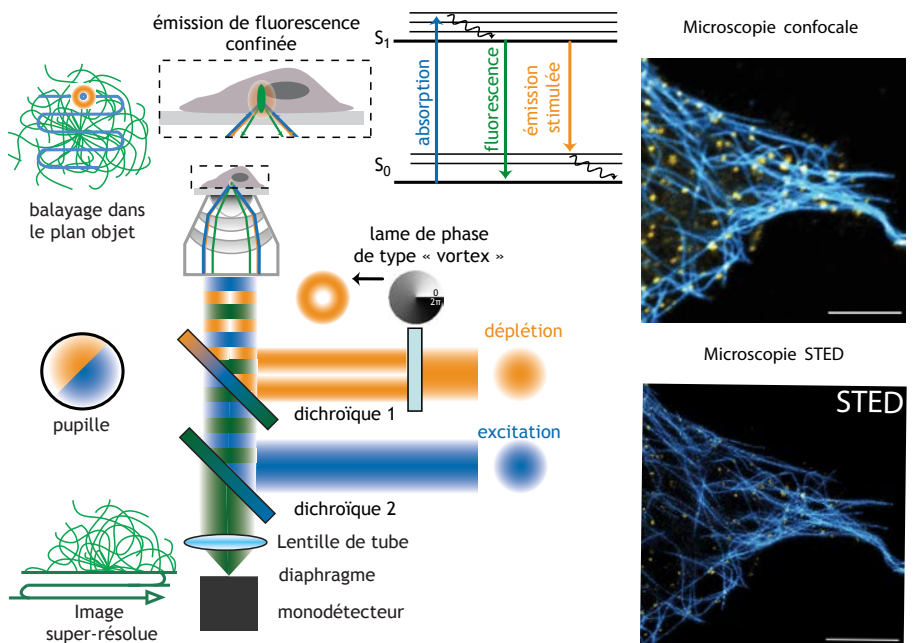 émission de fluorescence
confinée
S1
S0
absorption
fluorescence
émission
stimulée
Microscopie confocale
balayage dans
le plan objet
lame de phase
de type « vortex »
0
2π
déplétion
Microscopie STED
STED
pupille
dichroïque 1
excitation
dichroïque 2
Lentille de tube
diaphragme
monodétecteur
Image
super-résolue